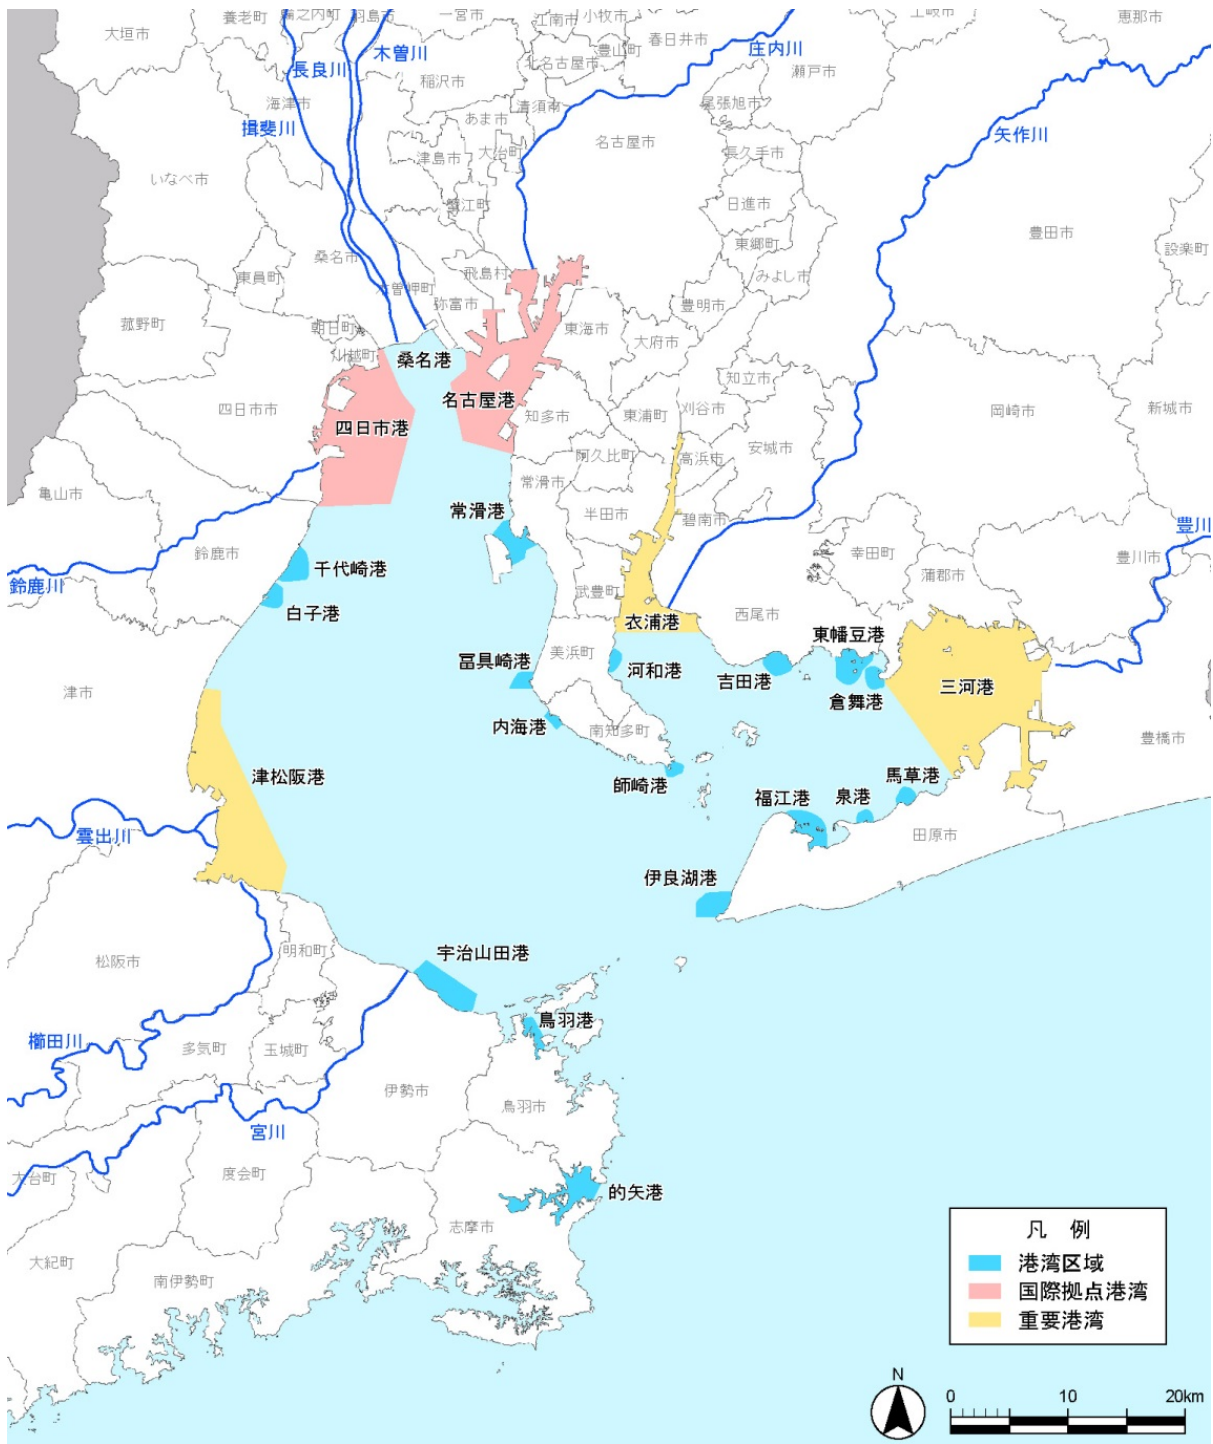 養老町
輪之内町
羽島市
一宮市
江南市
小牧市
土岐市
恵那市
大垣市
木曽川
豊山町
春日井市
庄内川
長良川
北名古屋市
瀬戸市
稲沢市
海津市
清須市
尾張旭市
揖斐川
あま市
名古屋市
矢作川
津島市
大治町
長久手市
いなべ市
蟹江町
日進市
豊田市
東郷町
設楽町
桑名市
東員町
飛島村
みよし市
木曽岬町
弥富市
豊明市
菰野町
朝日町
東海市
大府市
川越町
桑名港
知立市
名古屋港
四日市市
知多市
東浦町
刈谷市
岡崎市
新城市
四日市港
安城市
阿久比町
高浜市
亀山市
常滑市
常滑港
半田市
碧南市
豊川
鈴鹿市
幸田町
豊川市
千代崎港
蒲郡市
鈴鹿川
武豊町
白子港
西尾市
衣浦港
東幡豆港
冨具崎港
美浜町
河和港
吉田港
三河港
津市
倉舞港
内海港
南知多町
豊橋市
津松阪港
師崎港
馬草港
福江港
泉港
雲出川
田原市
伊良湖港
明和町
宇治山田港
松阪市
鳥羽港
櫛田川
多気町
玉城町
伊勢市
鳥羽市
宮川
大台町
度会町
的矢港
志摩市
大紀町
南伊勢町
凡 例
港湾区域
国際拠点港湾
重要港湾
N
0 10 20km